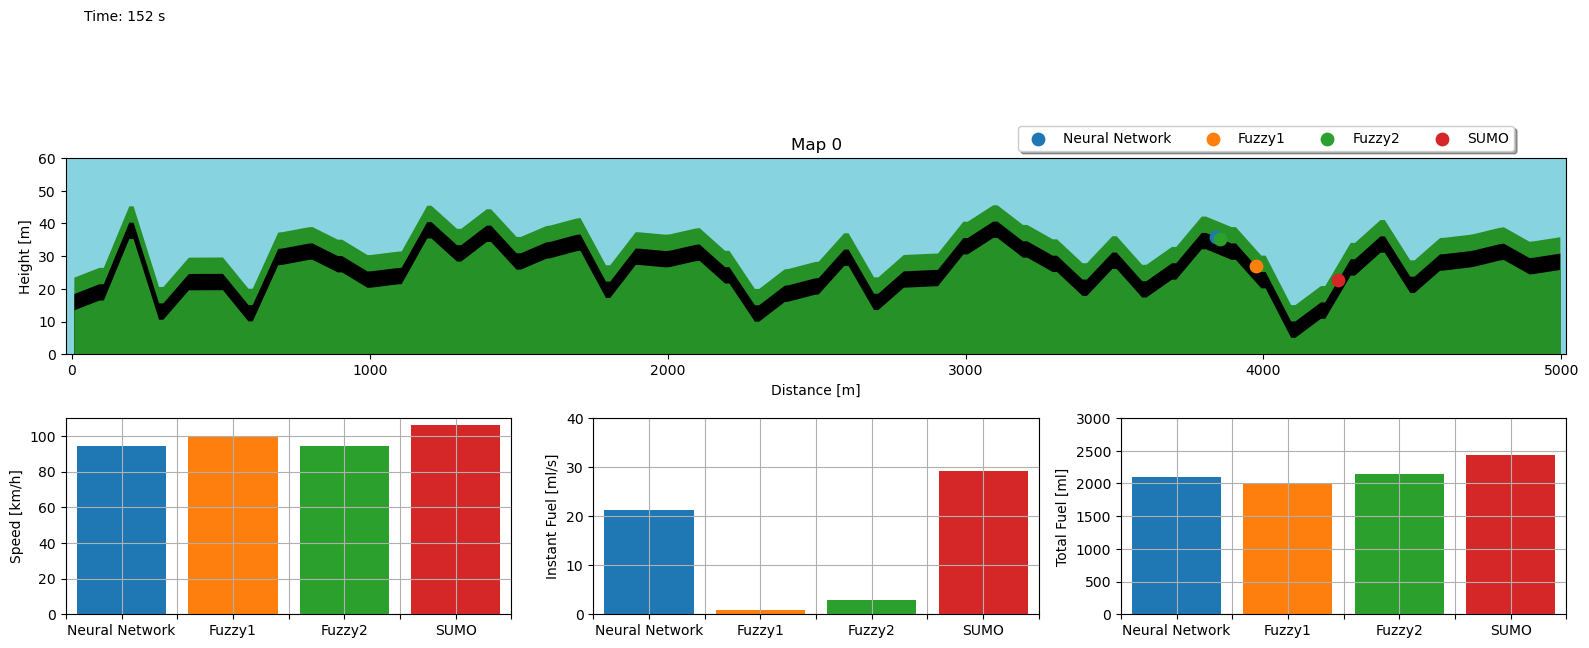 Time: 152 s
Neural Network Fuzzy1 Fuzzy2 SUMO
Map 0
60
50
40
30
20
10
0
Height [m]
0 1000 2000 3000 4000 5000
Distance [m]
100
80
60
40
20
0
Speed [km/h]
Neural Network Fuzzy1 Fuzzy2 SUMO
40
30
20
10
0
Instant Fuel [ml/s]
Neural Network Fuzzy1 Fuzzy2 SUMO
3000
2500
2000
1500
1000
500
0
Total Fuel [ml]
Neural Network Fuzzy1 Fuzzy2 SUMO